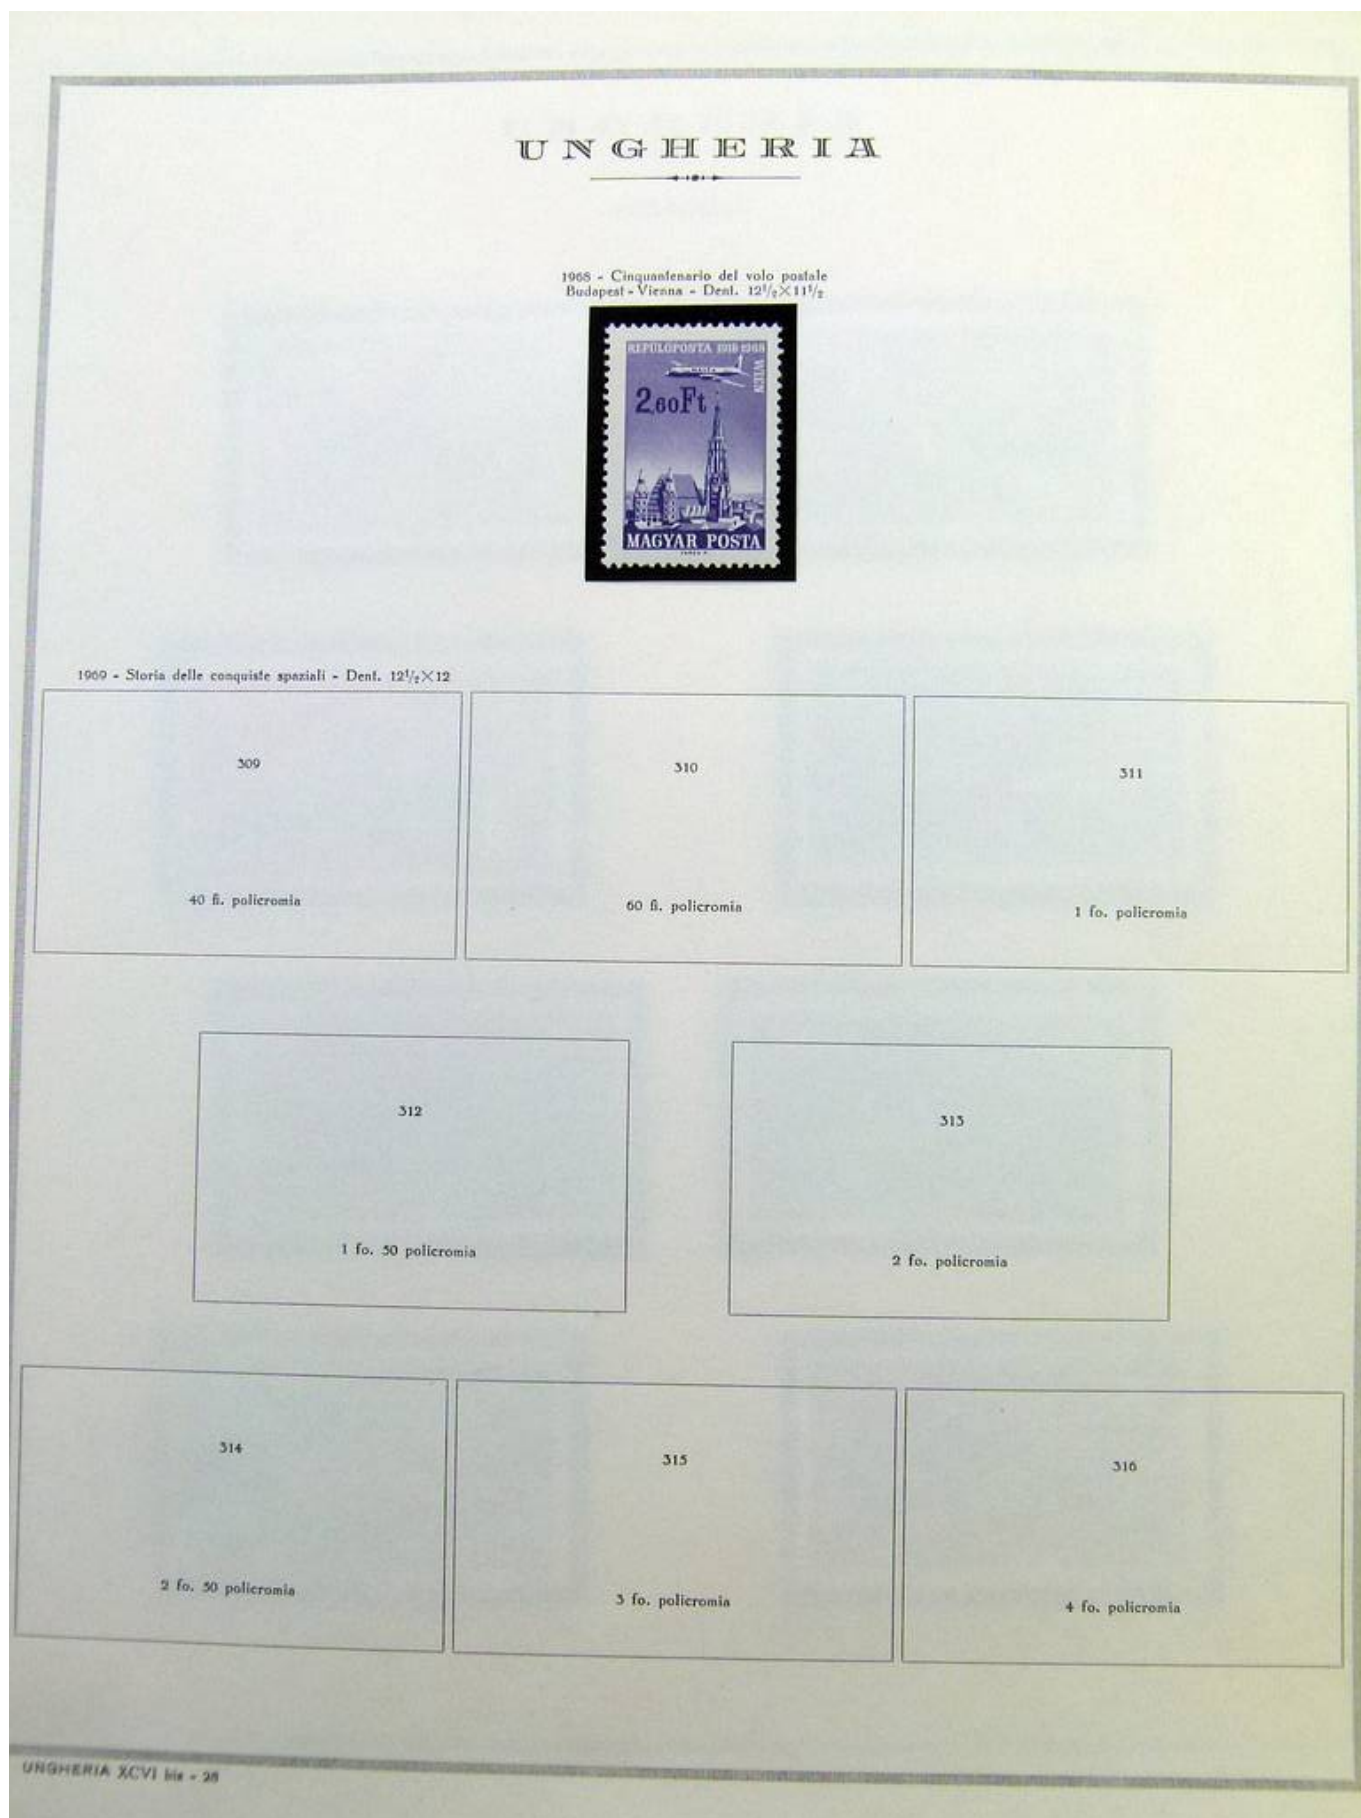 UNGHERIA
1968 - Cinquantenario del volo postale
Budapest - Vienna - Dent. 12¹/₂×11¹/₂
REPÜLŐPOSTA 1918-1968
WIEN
2,60Ft
MAGYAR POSTA
1969 - Storia delle conquiste spaziali - Dent. 12¹/₂×12
309
310
311
40 fi. policromia
60 fi. policromia
1 fo. policromia
312
313
1 fo. 50 policromia
2 fo. policromia
314
315
316
2 fo. 50 policromia
3 fo. policromia
4 fo. policromia
UNGHERIA XCVI bis - 28